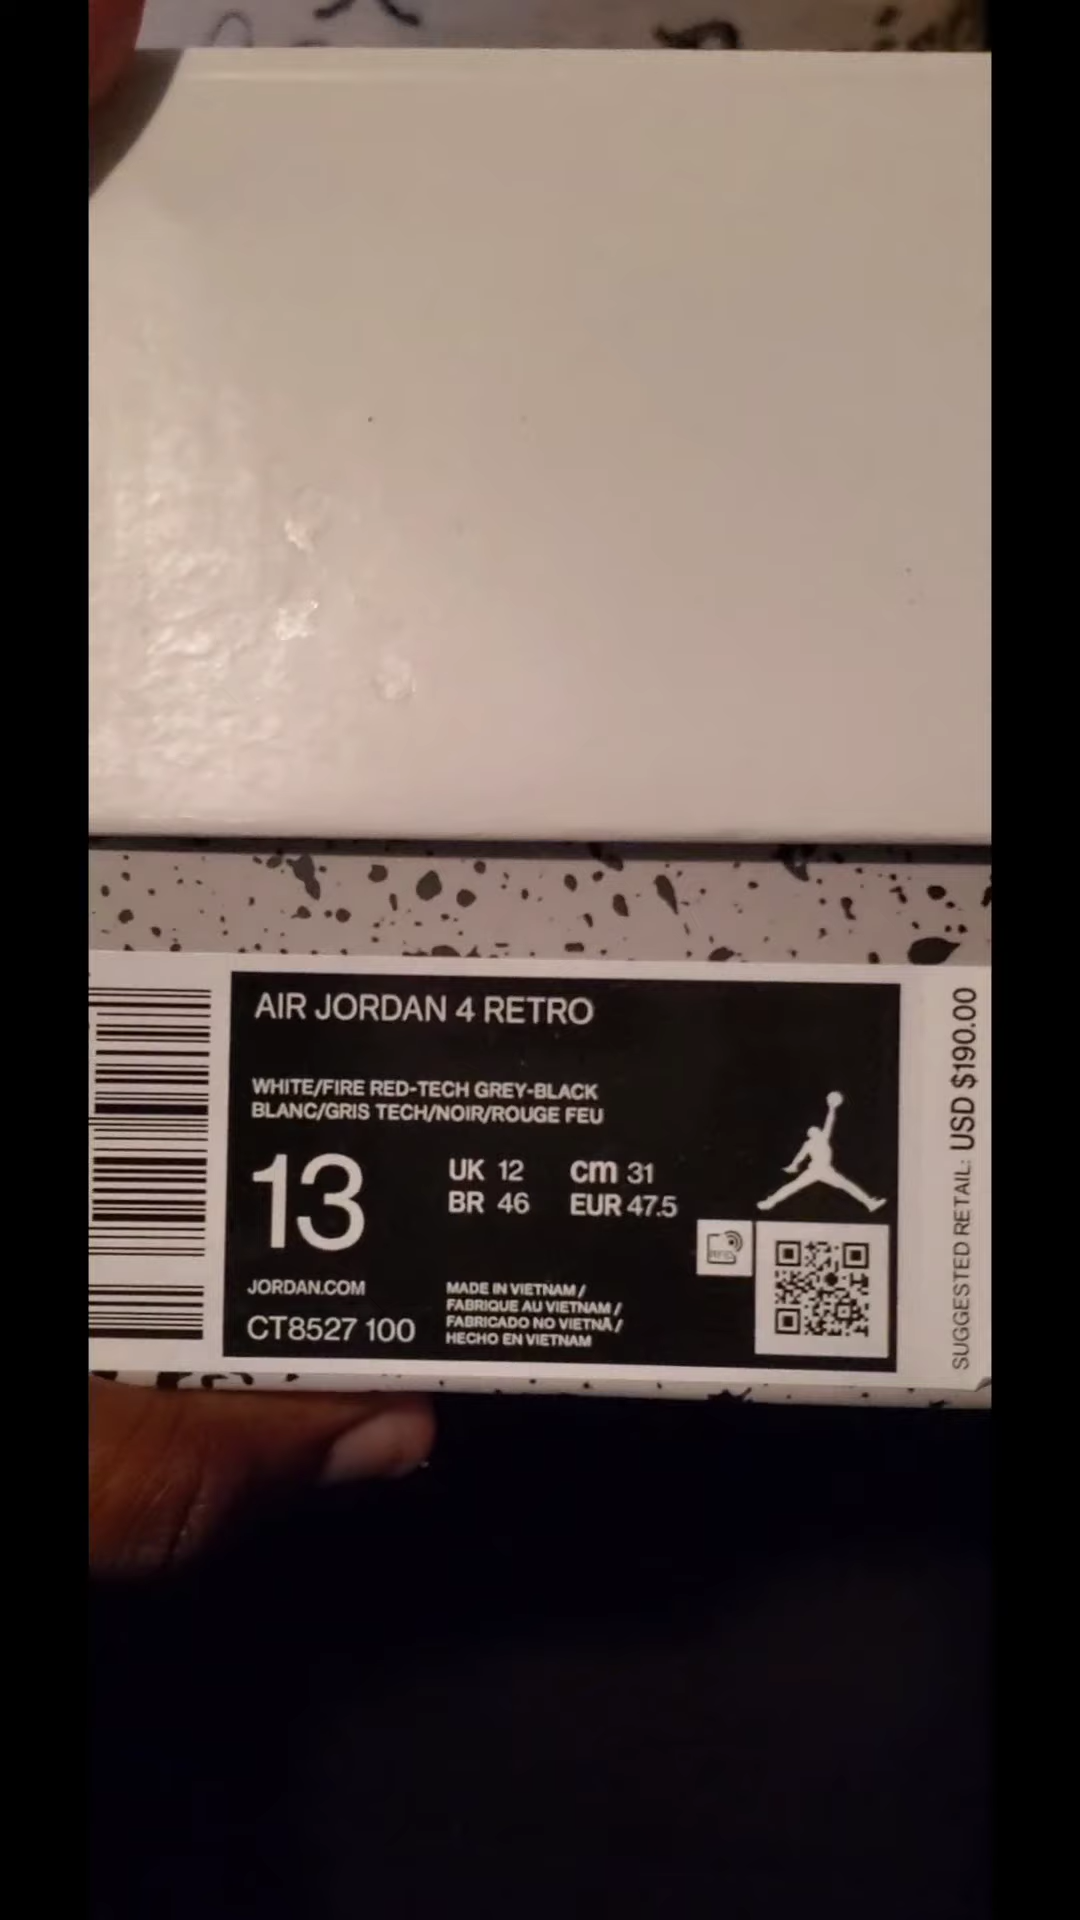 AIR JORDAN 4 RETRO
WHITE/FIRE RED-TECH GREY-BLACK
BLANC/GRIS TECH/NOIR/ROUGE FEU
13
UK 12 cm 31
BR 46 EUR 47.5
JORDAN.COM
CT8527 100
MADE IN VIETNAM /
FABRIQUE AU VIETNAM /
FABRICADO NO VIETNÃ /
HECHO EN VIETNAM
RFID
SUGGESTED RETAIL: USD $190.00